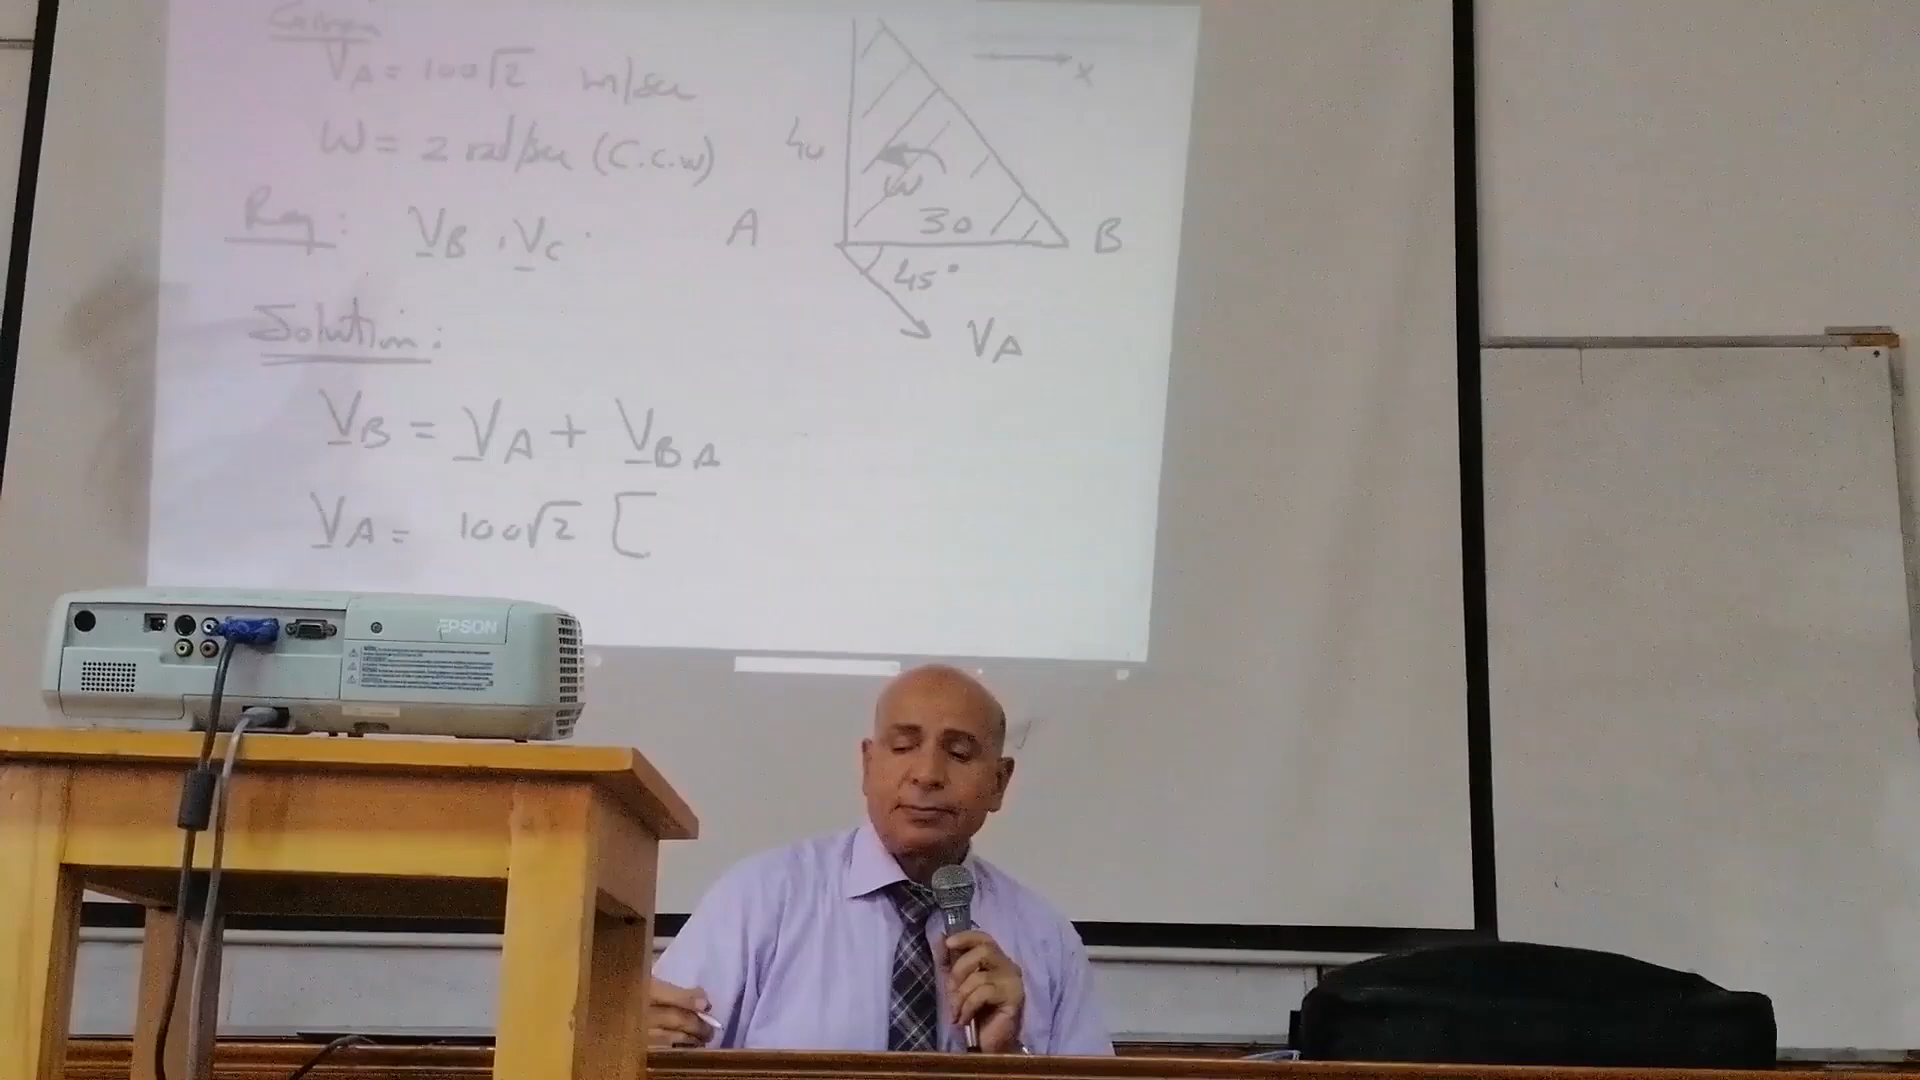 Given
VA = 100√2 m/sec
W = 2 rad/sec (C.c.w)
Req: VB , VC .
Solution:
VB = VA + VBA
VA = 100√2 [
x
40
W
30
A
B
45°
VA
EPSON